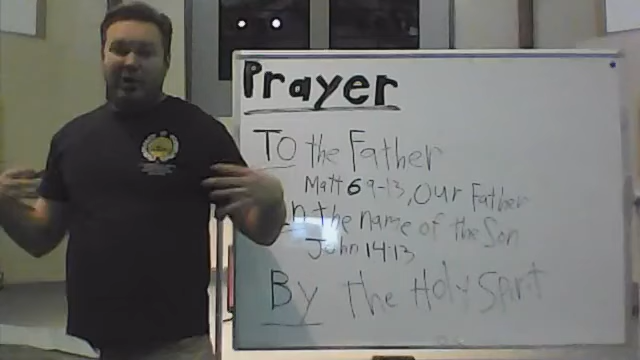 Prayer
TO the Father
Matt 6 9-13, Our Father
n the name of the Son
John 14-13
By the Holy Spirit